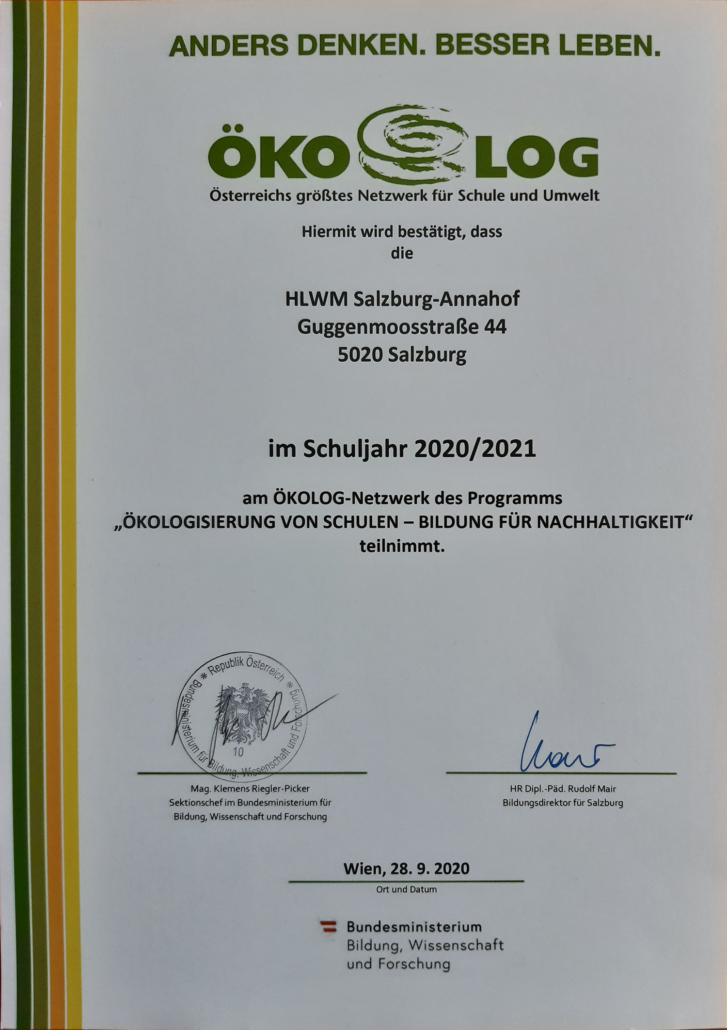 ANDERS DENKEN. BESSER LEBEN.
ÖKO LOG
Österreichs größtes Netzwerk für Schule und Umwelt
Hiermit wird bestätigt, dass
die
HLWM Salzburg-Annahof
Guggenmoosstraße 44
5020 Salzburg
im Schuljahr 2020/2021
am ÖKOLOG-Netzwerk des Programms
„ÖKOLOGISIERUNG VON SCHULEN – BILDUNG FÜR NACHHALTIGKEIT“
teilnimmt.
Republik Österreich
Bundesministerium für Bildung, Wissenschaft und Forschung
10
Mag. Klemens Riegler-Picker
Sektionschef im Bundesministerium für
Bildung, Wissenschaft und Forschung
HR Dipl.-Päd. Rudolf Mair
Bildungsdirektor für Salzburg
Wien, 28. 9. 2020
Ort und Datum
Bundesministerium
Bildung, Wissenschaft
und Forschung